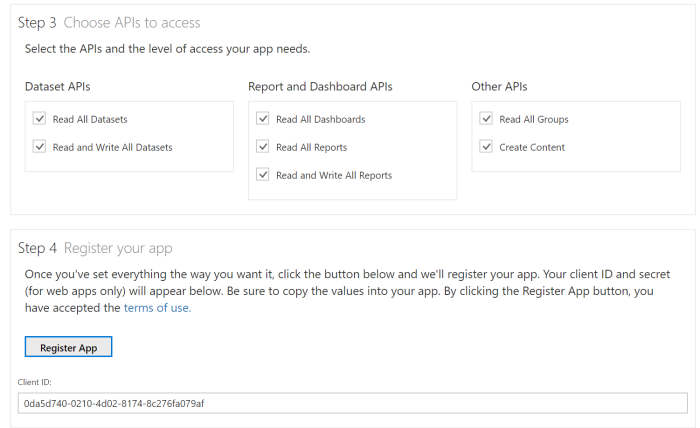 Step 3 Choose APIs to access
Select the APIs and the level of access your app needs.
Dataset APIs
Read All Datasets
Read and Write All Datasets
Report and Dashboard APIs
Read All Dashboards
Read All Reports
Read and Write All Reports
Other APIs
Read All Groups
Create Content
Step 4 Register your app
Once you've set everything the way you want it, click the button below and we'll register your app. Your client ID and secret
(for web apps only) will appear below. Be sure to copy the values into your app. By clicking the Register App button, you
have accepted the terms of use.
Register App
Client ID:
0da5d740-0210-4d02-8174-8c276fa079af